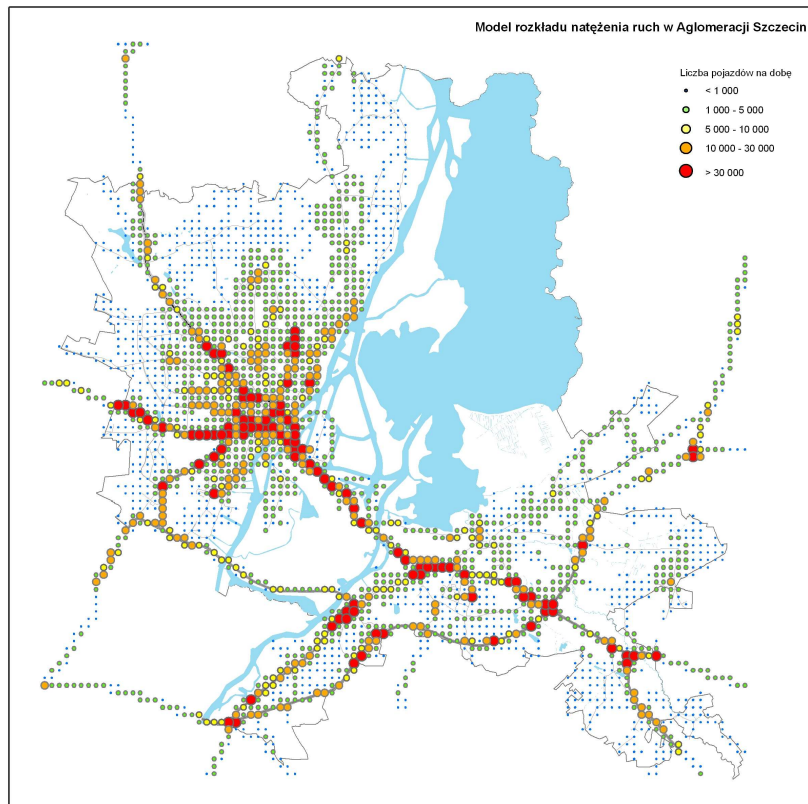 Model rozkładu natężenia ruch w Aglomeracji Szczecin
Liczba pojazdów na dobę
< 1 000
1 000 - 5 000
5 000 - 10 000
10 000 - 30 000
> 30 000